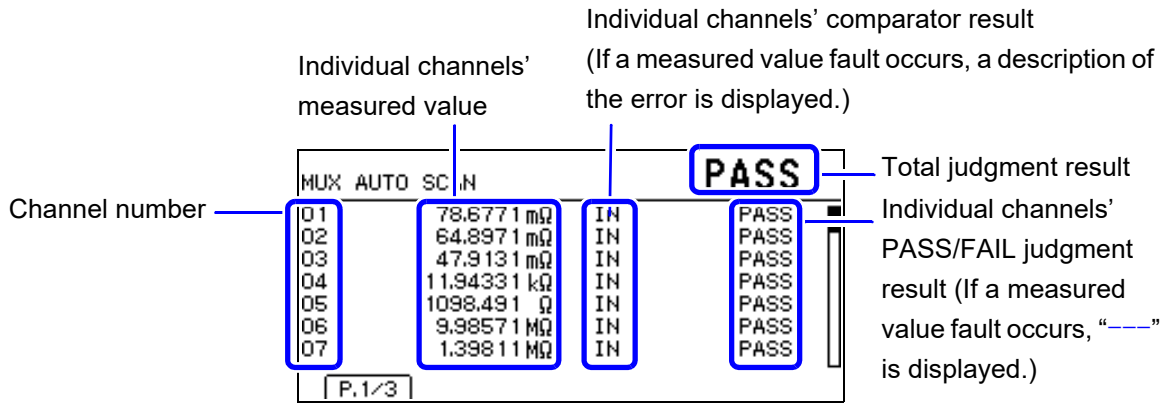 Individual channels' comparator result
(If a measured value fault occurs, a description of
the error is displayed.)
Individual channels'
measured value
Channel number
MUX AUTO SCAN
PASS
01 78.6771 mΩ IN PASS
02 64.8971 mΩ IN PASS
03 47.9131 mΩ IN PASS
04 11.94331 kΩ IN PASS
05 1098.491 Ω IN PASS
06 9.98571 MΩ IN PASS
07 1.39811 MΩ IN PASS
P.1/3
Total judgment result
Individual channels'
PASS/FAIL judgment
result (If a measured
value fault occurs, “−−−”
is displayed.)